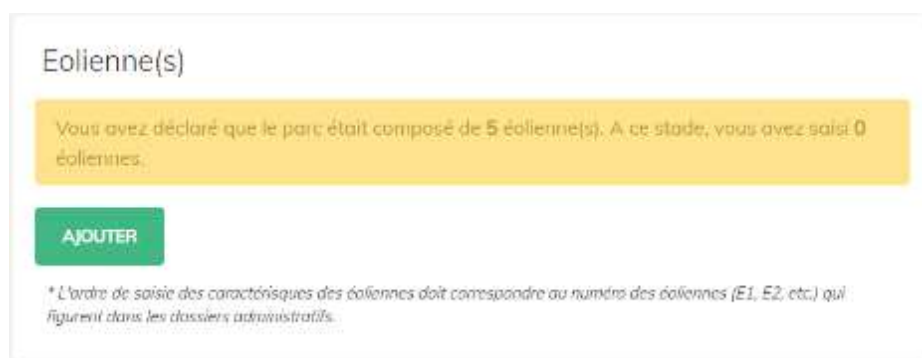 Eolienne(s)
Vous avez déclaré que le parc était composé de 5 éolienne(s). A ce stade, vous avez saisi 0
éoliennes.
AJOUTER
* L'ordre de saisie des caractérisques des éoliennes doit correspondre au numéro des éoliennes (E1, E2, etc.) qui
figurent dans les dossiers administratifs.